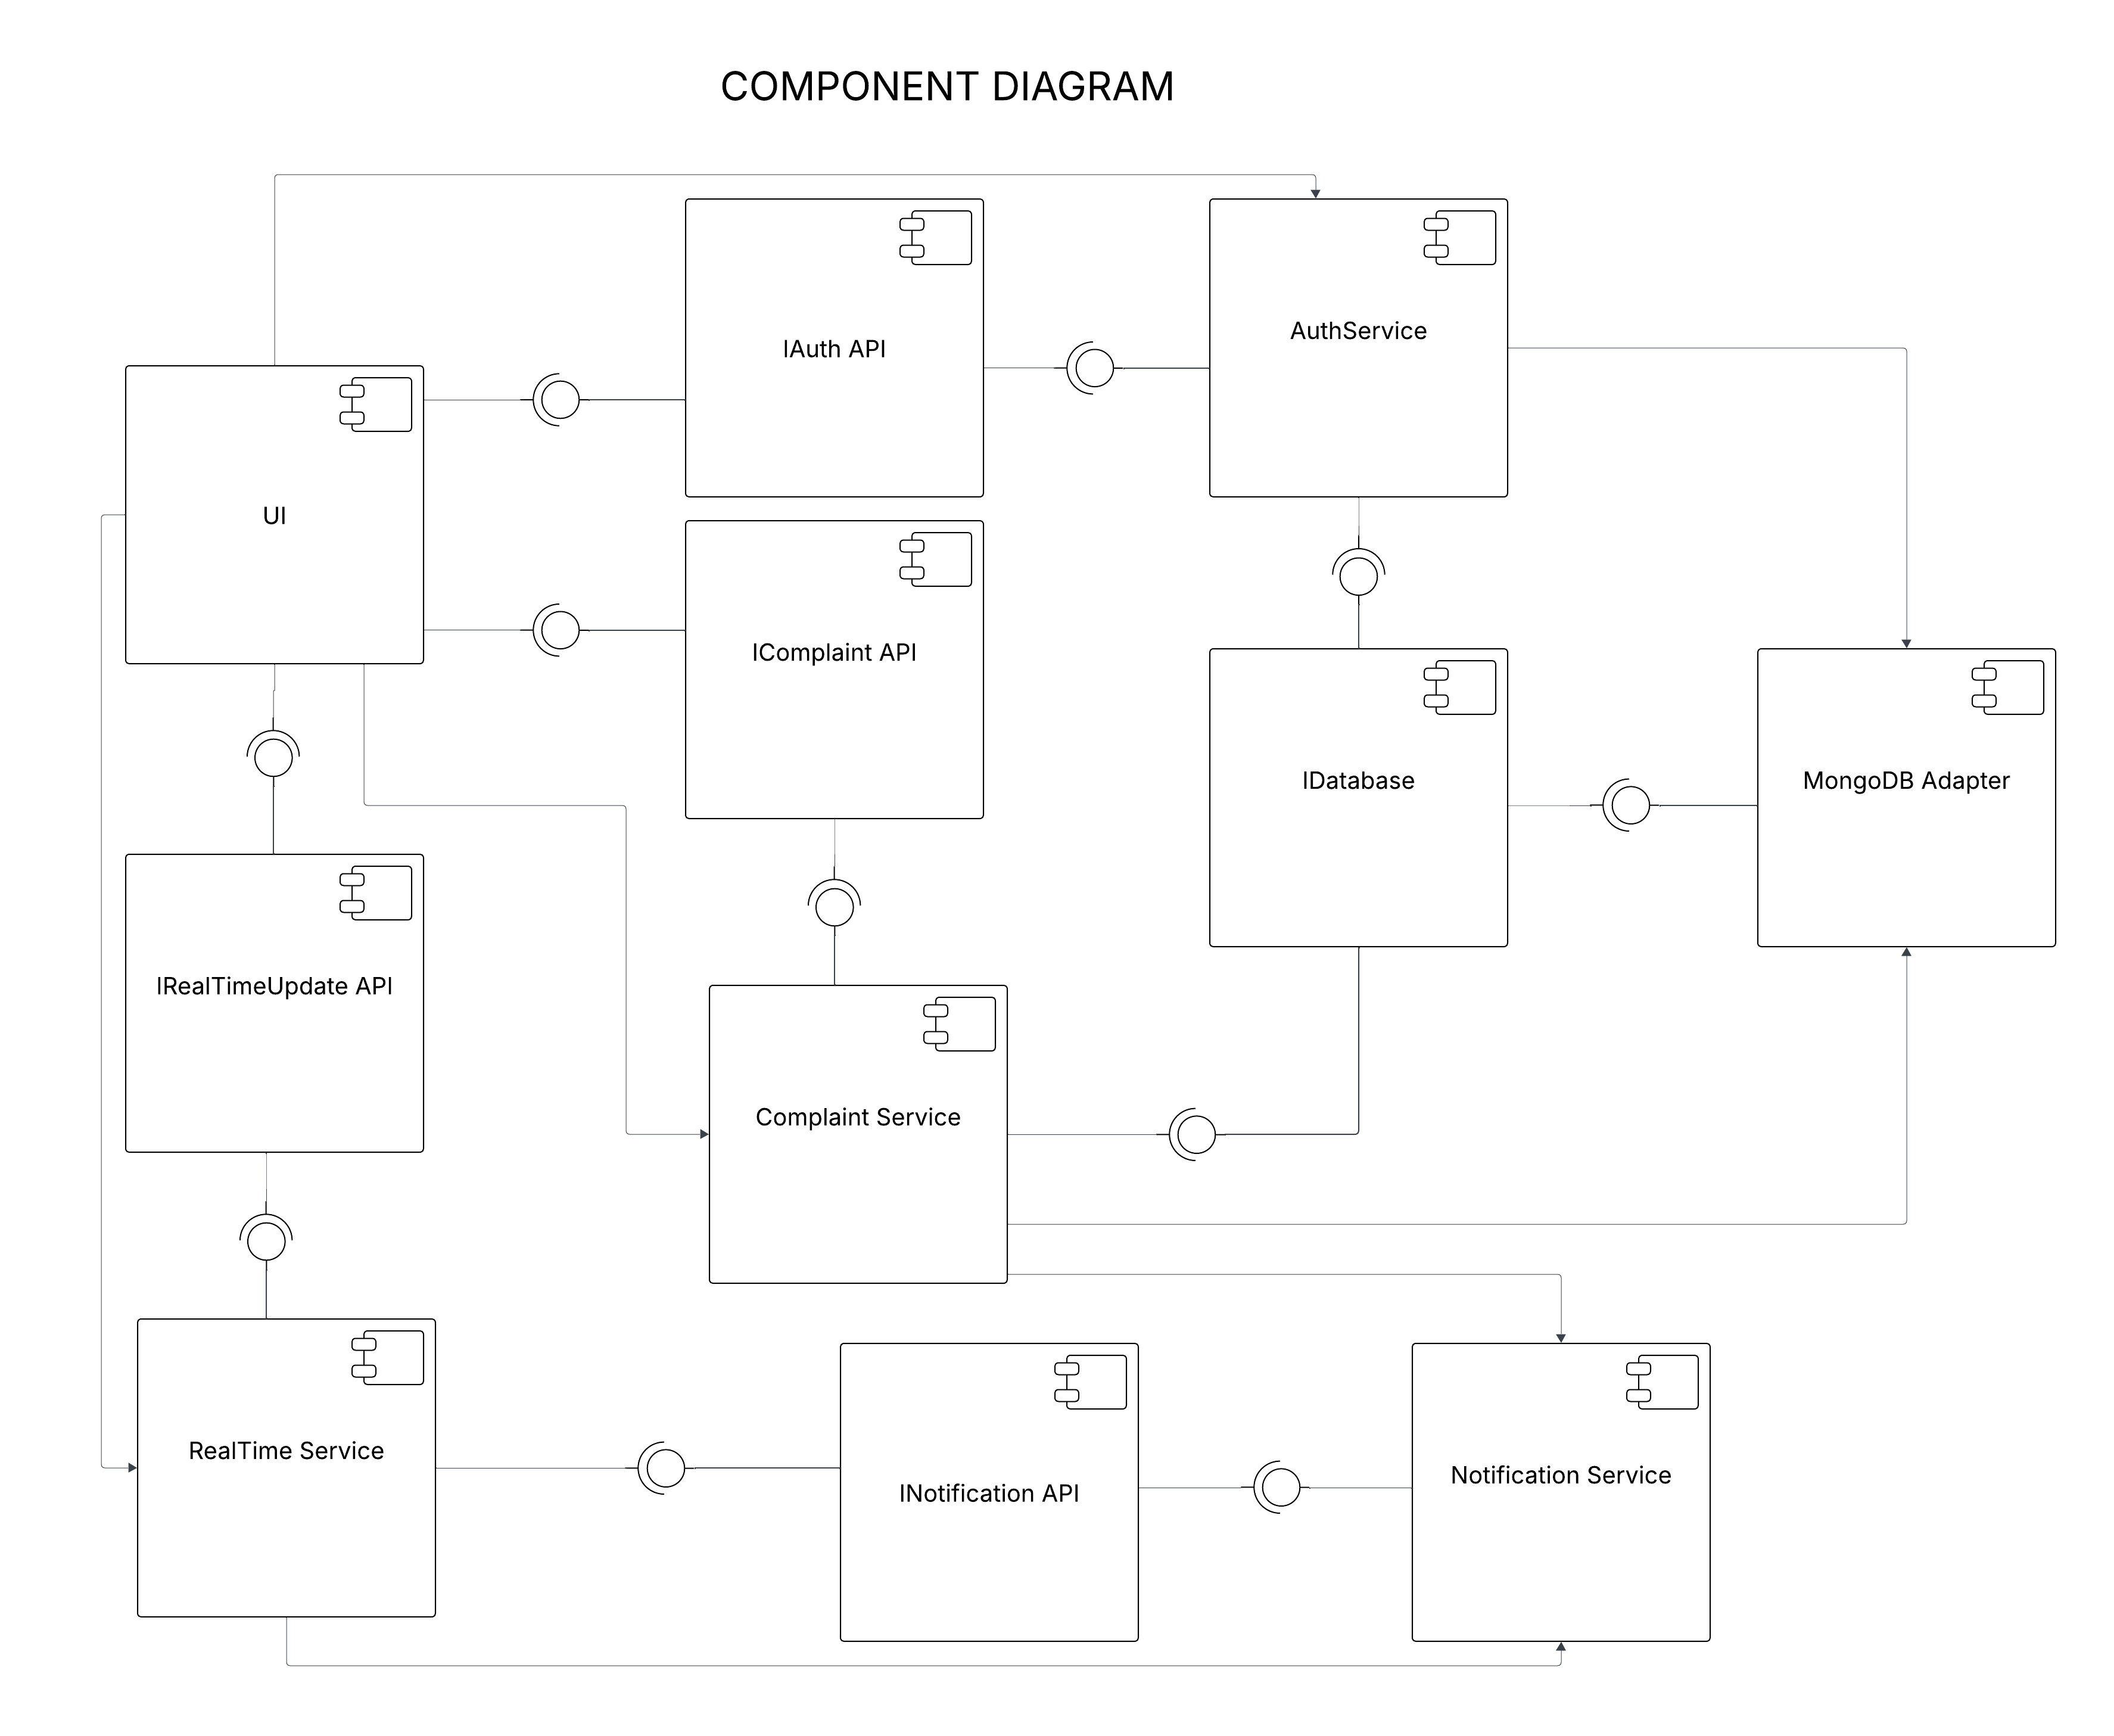 COMPONENT DIAGRAM
IAuth API
AuthService
UI
IComplaint API
IDatabase
MongoDB Adapter
IRealTimeUpdate API
Complaint Service
RealTime Service
INotification API
Notification Service